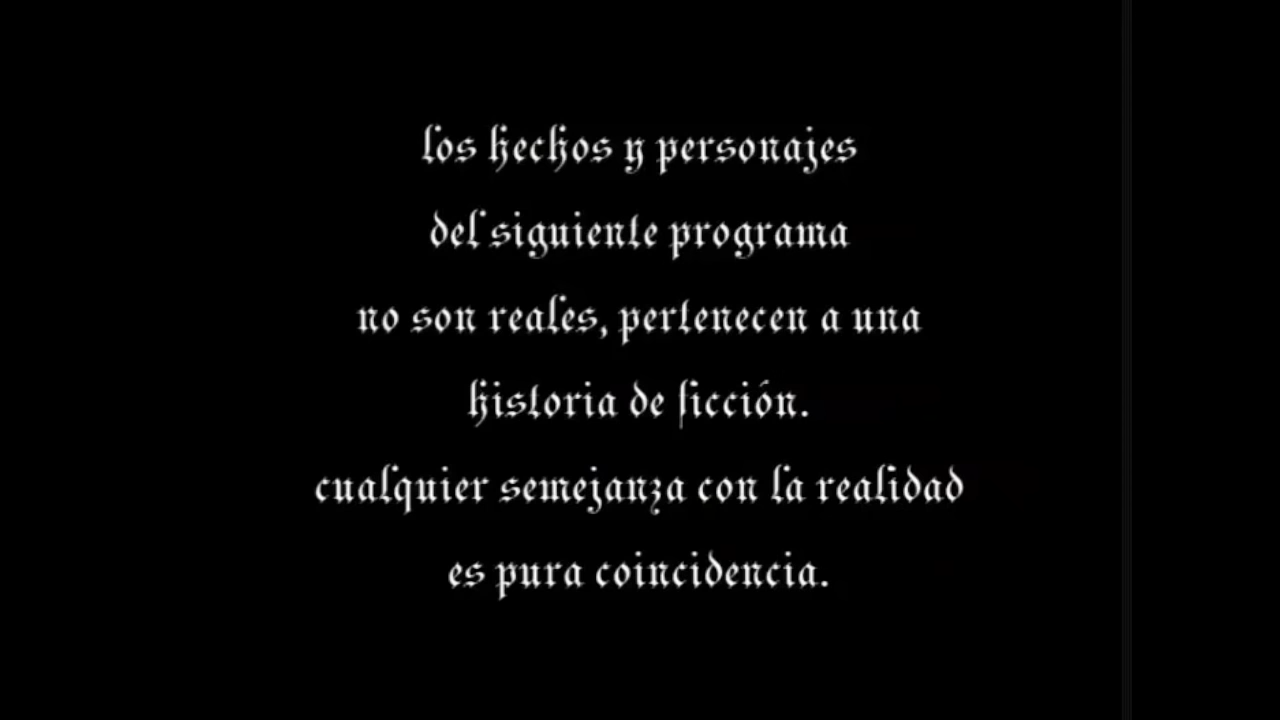 los hechos y personajes
del siguiente programa
no son reales, pertenecen a una
historia de ficción.
cualquier semejanza con la realidad
es pura coincidencia.